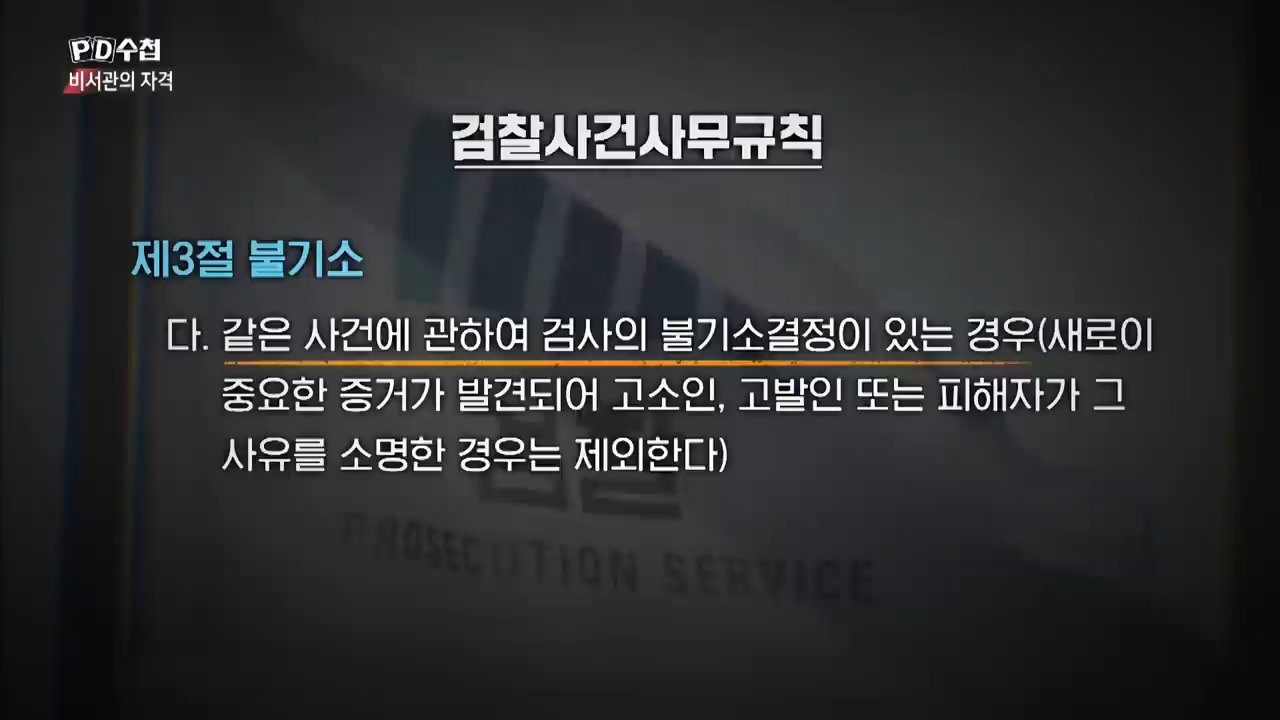 PD수첩
비서관의 자격
검찰사건사무규칙
제3절 불기소
다. 같은 사건에 관하여 검사의 불기소결정이 있는 경우(새로이
중요한 증거가 발견되어 고소인, 고발인 또는 피해자가 그
사유를 소명한 경우는 제외한다)
검찰
PROSECUTION SERVICE